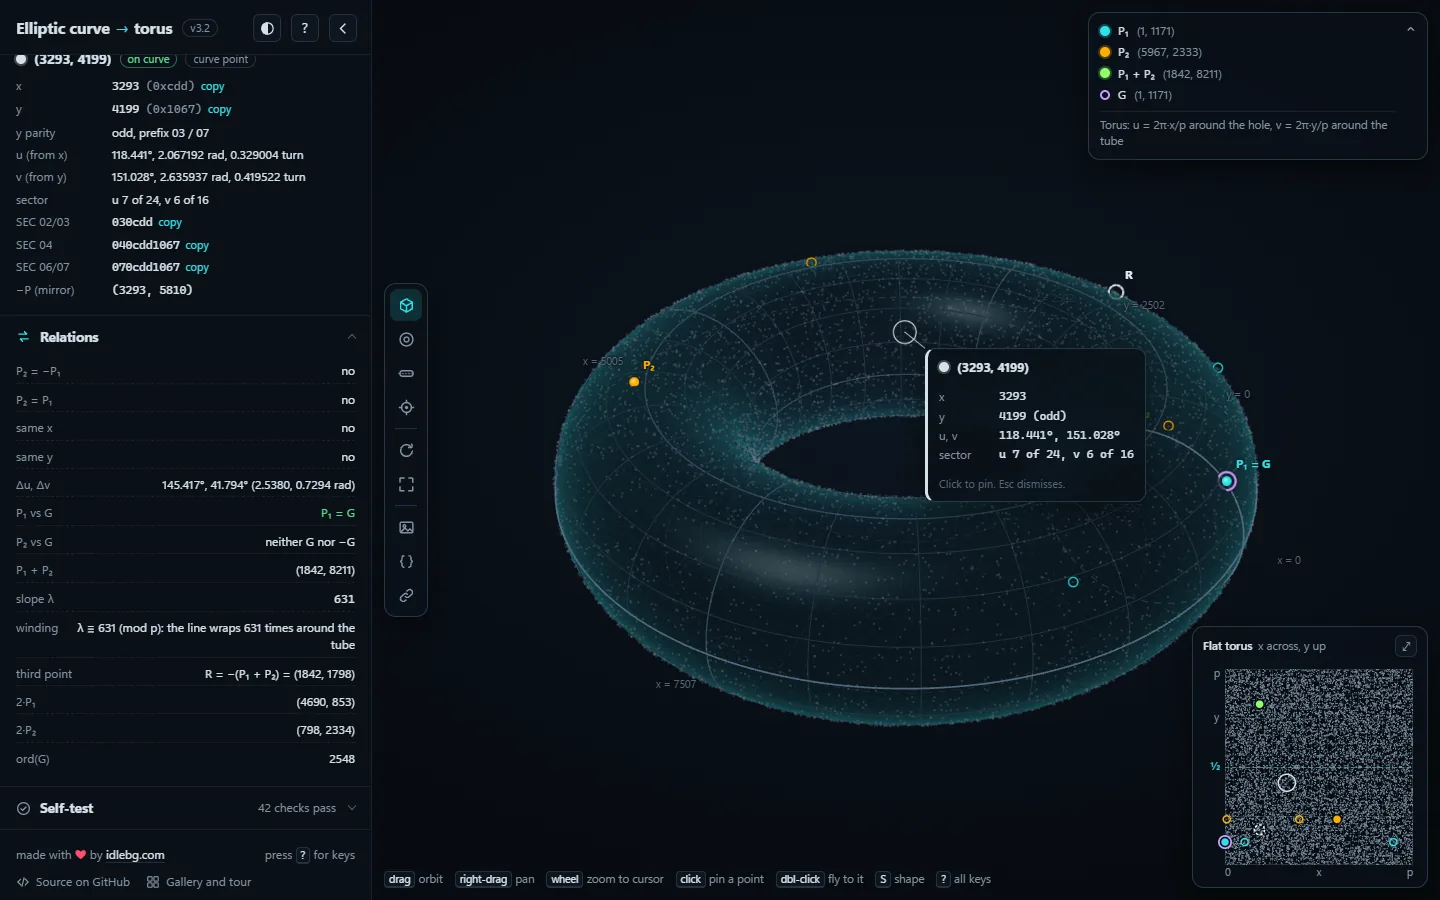 Elliptic curve → torus v3.2 ?
(3293, 4199) on curve curve point
x 3293 (0xcdd) copy
y 4199 (0x1067) copy
y parity odd, prefix 03 / 07
u (from x) 118.441°, 2.067192 rad, 0.329004 turn
v (from y) 151.028°, 2.635937 rad, 0.419522 turn
sector u 7 of 24, v 6 of 16
SEC 02/03 030cdd copy
SEC 04 040cdd1067 copy
SEC 06/07 070cdd1067 copy
−P (mirror) (3293, 5810)
Relations
P₂ = −P₁ no
P₂ = P₁ no
same x no
same y no
Δu, Δv 145.417°, 41.794° (2.5380, 0.7294 rad)
P₁ vs G P₁ = G
P₂ vs G neither G nor −G
P₁ + P₂ (1842, 8211)
slope λ 631
winding λ ≡ 631 (mod p): the line wraps 631 times around the
tube
third point R = −(P₁ + P₂) = (1842, 1798)
2·P₁ (4690, 853)
2·P₂ (798, 2334)
ord(G) 2548
Self-test 42 checks pass
made with ❤ by idlebg.com press ? for keys
Source on GitHub Gallery and tour
P₁ (1, 1171)
P₂ (5967, 2333)
P₁ + P₂ (1842, 8211)
G (1, 1171)
Torus: u = 2π·x/p around the hole, v = 2π·y/p around the
tube
R
y = 2502
x = 5005
P₂
y = 0
P₁ = G
x = 0
x = 7507
(3293, 4199)
x 3293
y 4199 (odd)
u, v 118.441°, 151.028°
sector u 7 of 24, v 6 of 16
Click to pin. Esc dismisses.
Flat torus x across, y up
p
y
½
0 x p
drag orbit right-drag pan wheel zoom to cursor click pin a point dbl-click fly to it S shape ? all keys